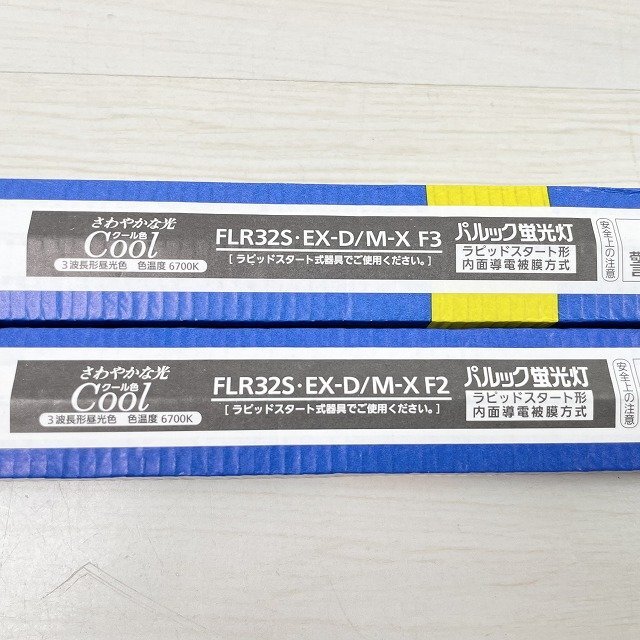 さわやかな光
クール色
Cool
3波長形昼光色 色温度 6700K
FLR32S・EX-D/M-X F3
[ラピッドスタート式器具でご使用ください。]
パルック蛍光灯
ラピッドスタート形
内面導電被膜方式
安全上の注意
さわやかな光
クール色
Cool
3波長形昼光色 色温度 6700K
FLR32S・EX-D/M-X F2
[ラピッドスタート式器具でご使用ください。]
パルック蛍光灯
ラピッドスタート形
内面導電被膜方式
安全上の注意